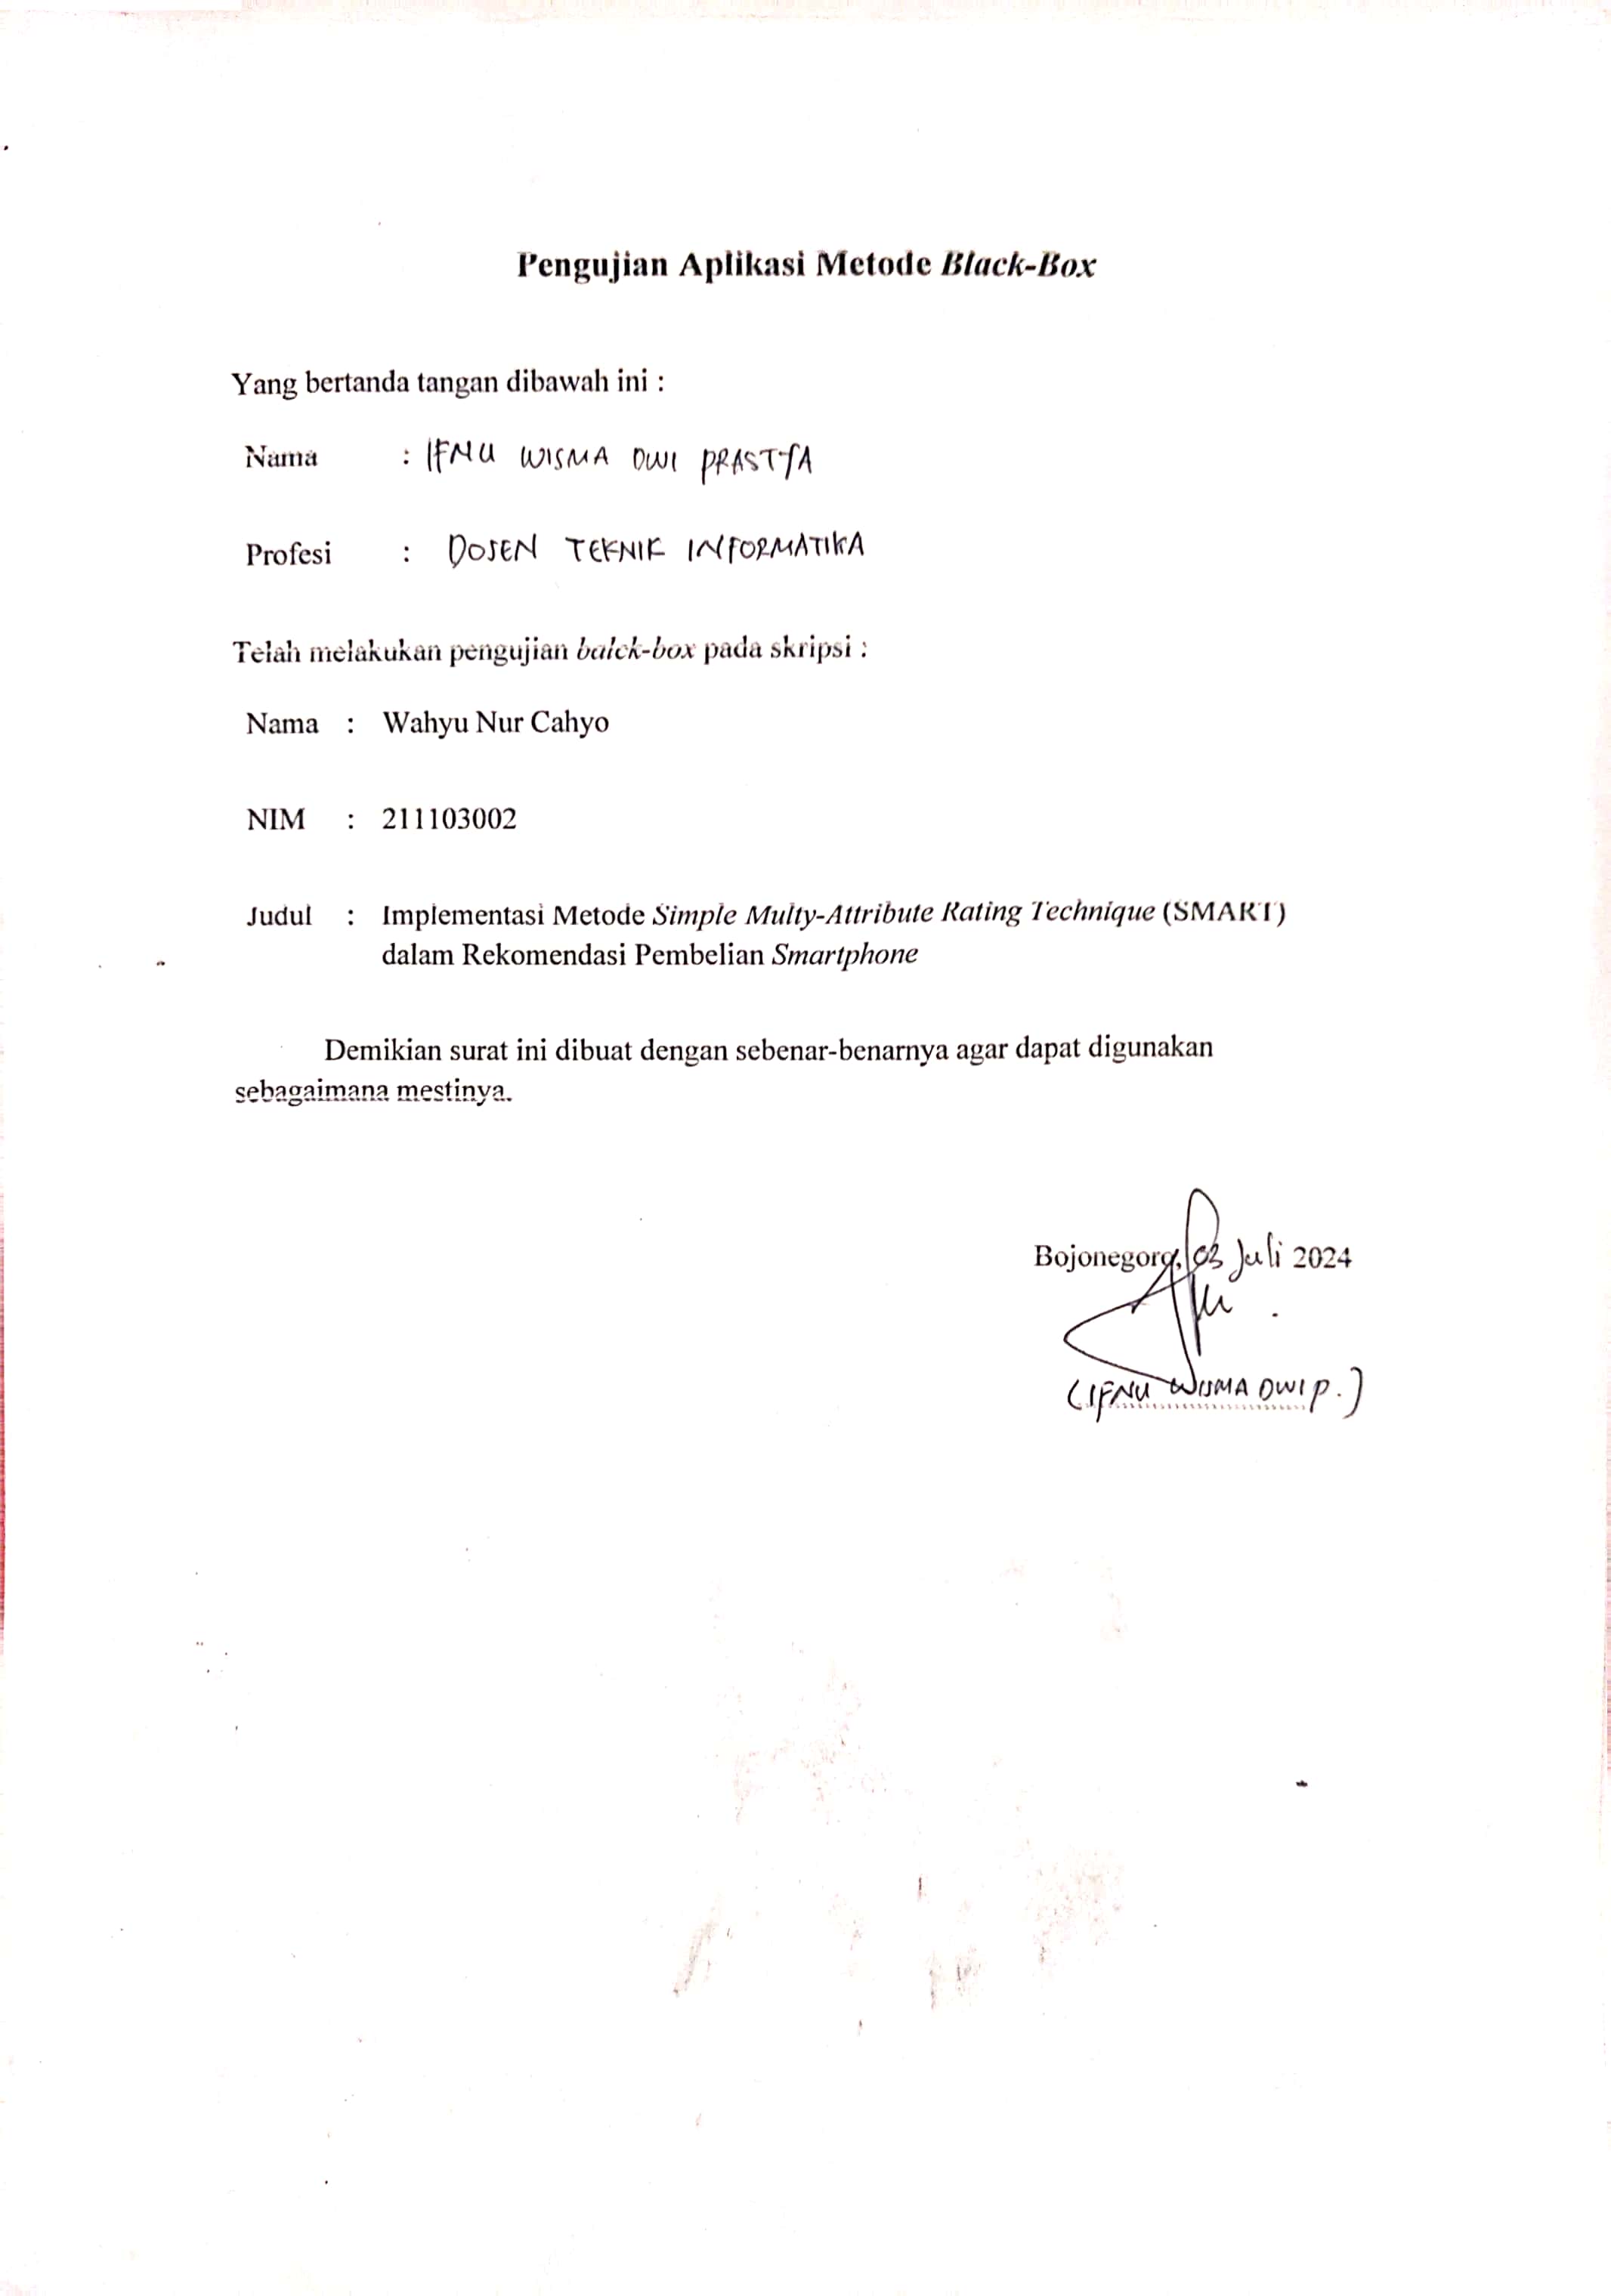 Pengujian Aplikasi Metode Black-Box
Yang bertanda tangan dibawah ini :
Nama : IFNU WISMA DWI PRASTYA
Profesi : DOSEN TEKNIK INFORMATIKA
Telah melakukan pengujian balck-box pada skripsi :
Nama : Wahyu Nur Cahyo
NIM : 211103002
Judul : Implementasi Metode Simple Multy-Attribute Rating Technique (SMART)
dalam Rekomendasi Pembelian Smartphone
Demikian surat ini dibuat dengan sebenar-benarnya agar dapat digunakan
sebagaimana mestinya.
Bojonegoro, 03 Juli 2024
(IFNU WISMA DWI P.)